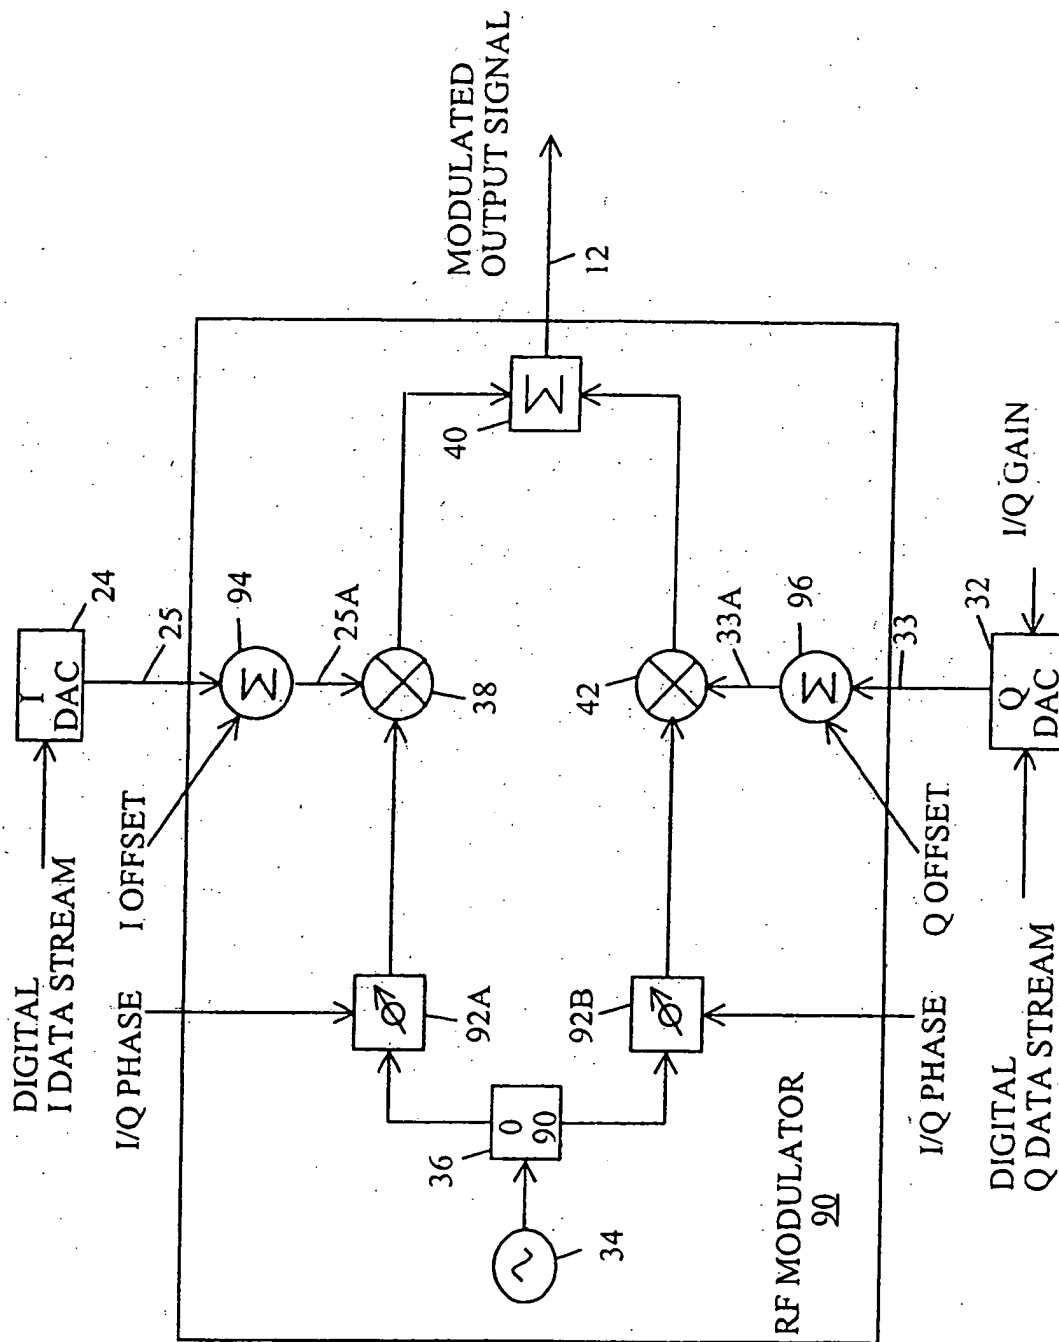 DIGITAL
I DATA STREAM
I
DAC
24
25
I/Q PHASE
I OFFSET
94
Σ
25A
38
92A
Φ
MODULATED
OUTPUT SIGNAL
12
40
Σ
36
0
90
34
~
92B
Φ
42
33A
96
Σ
33
RF MODULATOR
90
I/Q PHASE
Q OFFSET
32
I/Q GAIN
Q
DAC
DIGITAL
Q DATA STREAM